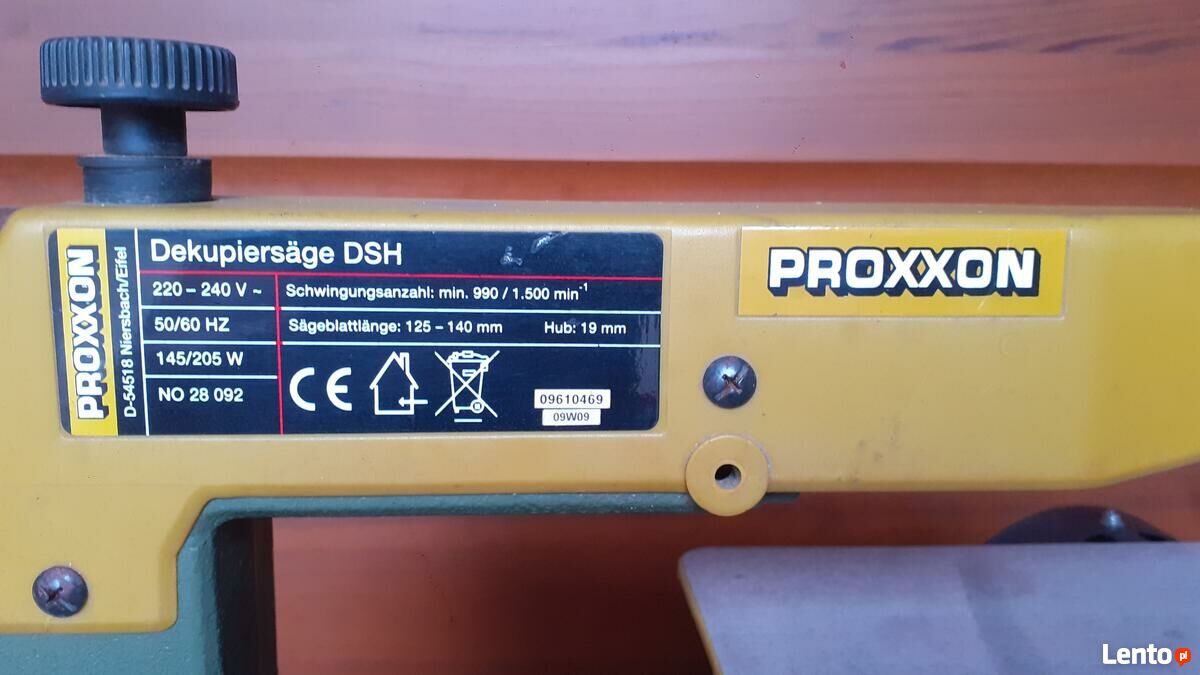 PROXXON
D-54518 Niersbach/Eifel
Dekupiersäge DSH
220 – 240 V ~
50/60 HZ
145/205 W
NO 28 092
Schwingungsanzahl: min. 990 / 1.500 min⁻¹
Sägeblattlänge: 125 – 140 mm Hub: 19 mm
CE
09610469
09W09
PROXXON
Lento pl